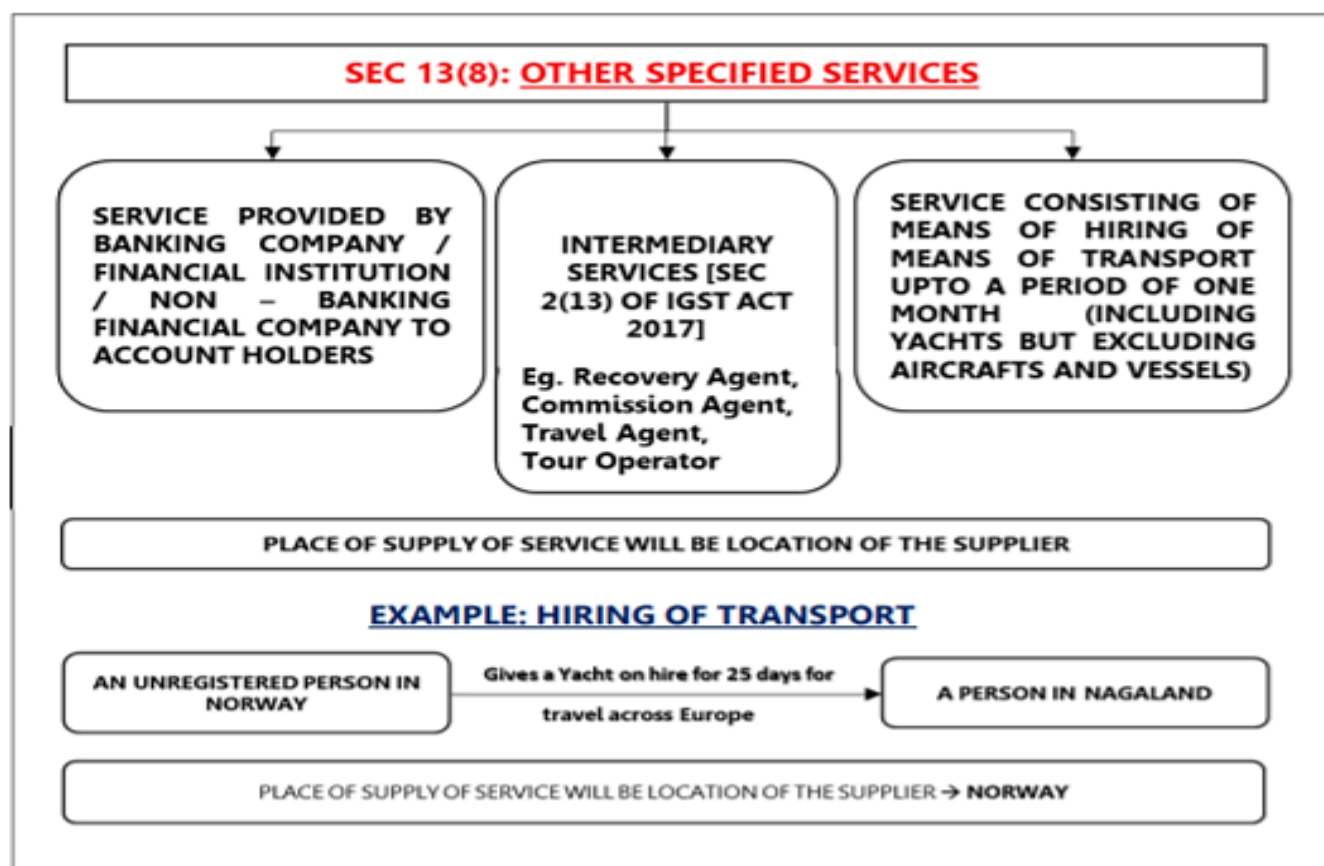 SEC 13(8): OTHER SPECIFIED SERVICES
SERVICE PROVIDED BY
BANKING COMPANY /
FINANCIAL INSTITUTION
/ NON – BANKING
FINANCIAL COMPANY TO
ACCOUNT HOLDERS
INTERMEDIARY
SERVICES [SEC
2(13) OF IGST ACT
2017]
Eg. Recovery Agent,
Commission Agent,
Travel Agent,
Tour Operator
SERVICE CONSISTING OF
MEANS OF HIRING OF
MEANS OF TRANSPORT
UPTO A PERIOD OF ONE
MONTH (INCLUDING
YACHTS BUT EXCLUDING
AIRCRAFTS AND VESSELS)
PLACE OF SUPPLY OF SERVICE WILL BE LOCATION OF THE SUPPLIER
EXAMPLE: HIRING OF TRANSPORT
AN UNREGISTERED PERSON IN
NORWAY
Gives a Yacht on hire for 25 days for
travel across Europe
A PERSON IN NAGALAND
PLACE OF SUPPLY OF SERVICE WILL BE LOCATION OF THE SUPPLIER → NORWAY